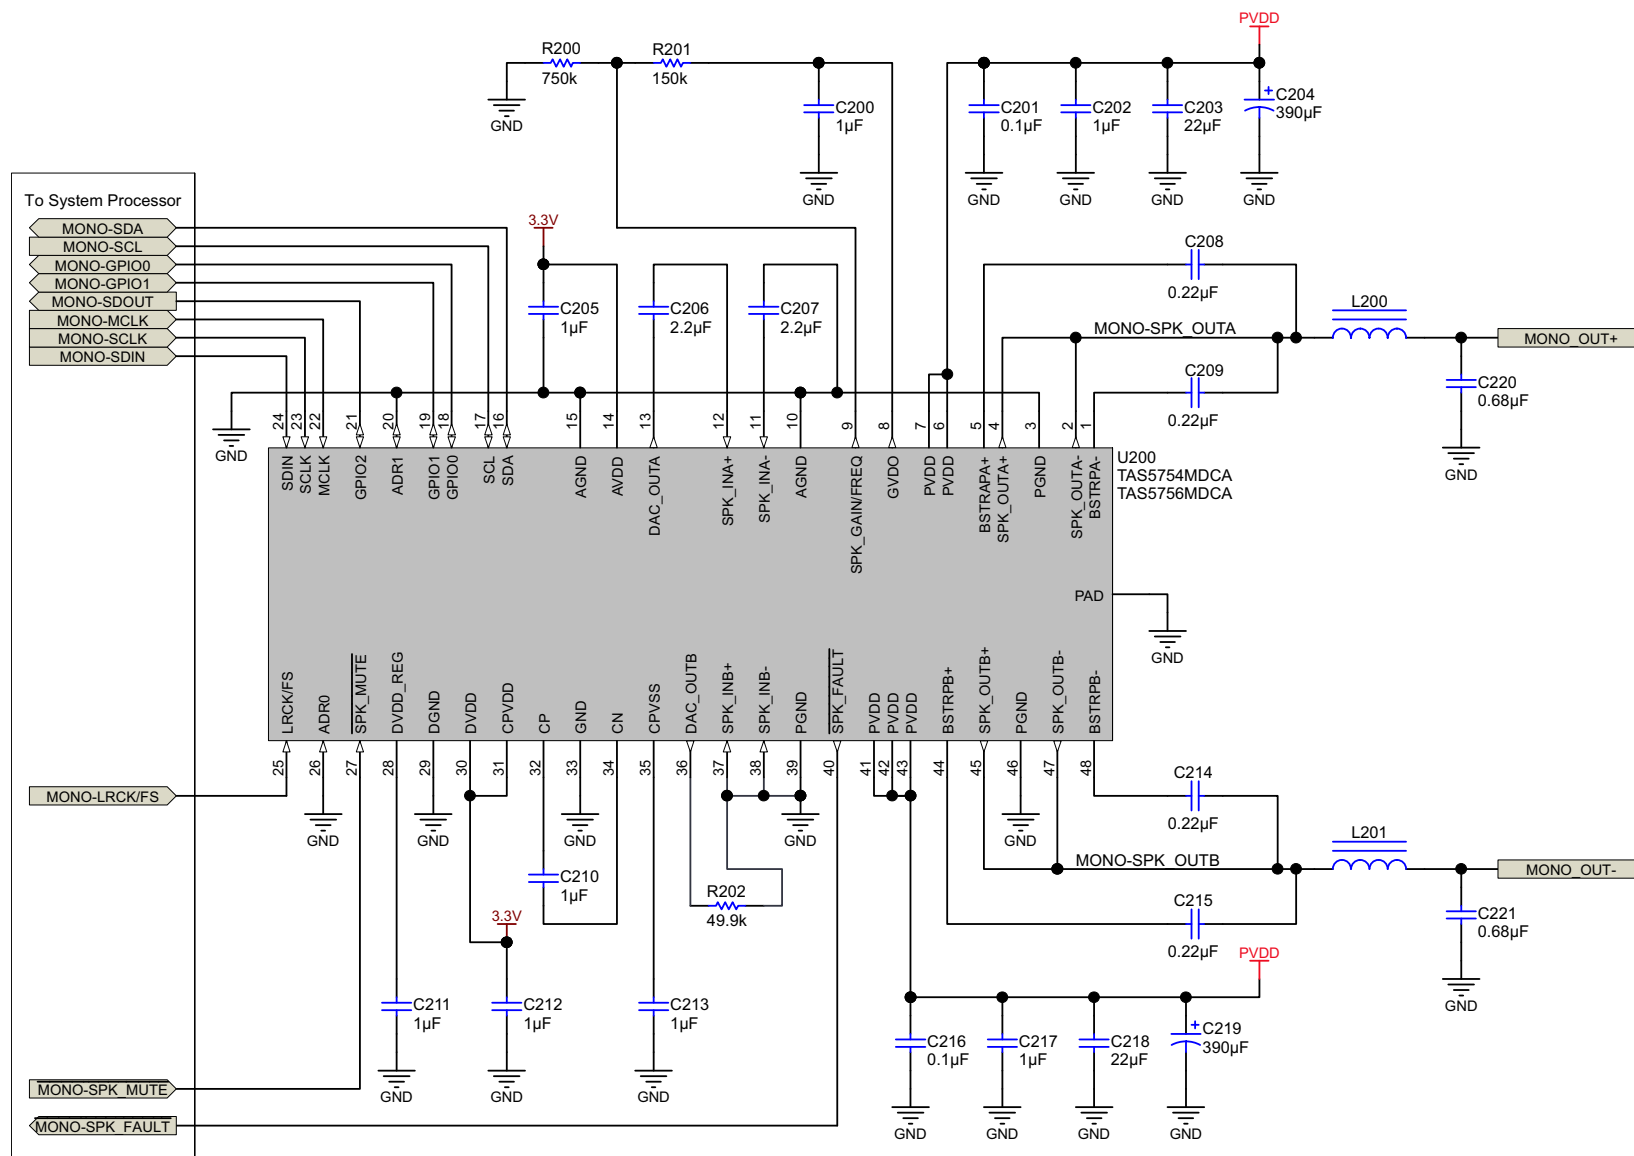 PVDD
R200
750k
R201
150k
GND
C200
1µF
GND
C201
0.1µF
GND
C202
1µF
GND
C203
22µF
GND
C204
+
390µF
GND
To System Processor
MONO-SDA
MONO-SCL
MONO-GPIO0
MONO-GPIO1
MONO-SDOUT
MONO-MCLK
MONO-SCLK
MONO-SDIN
3.3V
C205
1µF
C206
2.2µF
C207
2.2µF
C208
0.22µF
MONO-SPK_OUTA
C209
0.22µF
L200
MONO_OUT+
C220
0.68µF
GND
GND
24
23
22
21
20
19
18
17
16
15
14
13
12
11
10
9
8
7
6
5
4
3
2
1
SDIN
SCLK
MCLK
GPIO2
ADR1
GPIO1
GPIO0
SCL
SDA
AGND
AVDD
DAC_OUTA
SPK_INA+
SPK_INA-
AGND
SPK_GAIN/FREQ
GVDO
PVDD
PVDD
BSTRAPA+
SPK_OUTA+
PGND
SPK_OUTA-
BSTRPA-
U200
TAS5754MDCA
TAS5756MDCA
PAD
GND
LRCK/FS
ADR0
SPK_MUTE
DVDD_REG
DGND
DVDD
CPVDD
CP
GND
CN
CPVSS
DAC_OUTB
SPK_INB+
SPK_INB-
PGND
SPK_FAULT
PVDD
PVDD
PVDD
BSTRPB+
SPK_OUTB+
PGND
SPK_OUTB-
BSTRPB-
25
26
27
28
29
30
31
32
33
34
35
36
37
38
39
40
41
42
43
44
45
46
47
48
MONO-LRCK/FS
GND
GND
GND
GND
GND
C214
0.22µF
MONO-SPK_OUTB
C215
0.22µF
L201
MONO_OUT-
C221
0.68µF
GND
C210
1µF
R202
49.9k
3.3V
C211
1µF
GND
C212
1µF
GND
C213
1µF
GND
PVDD
C216
0.1µF
GND
C217
1µF
GND
C218
22µF
GND
+
C219
390µF
GND
MONO-SPK_MUTE
MONO-SPK_FAULT